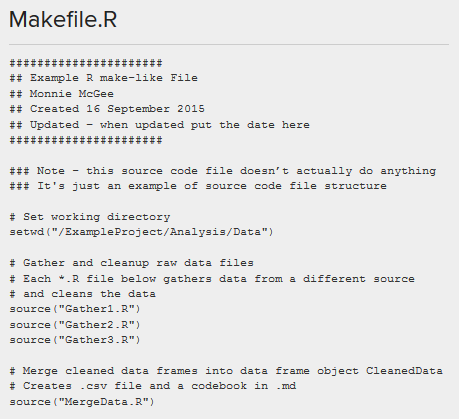 Makefile.R
######################
## Example R make-like File
## Monnie McGee
## Created 16 September 2015
## Updated - when updated put the date here
######################
### Note - this source code file doesn’t actually do anything
### It's just an example of source code file structure
# Set working directory
setwd("/ExampleProject/Analysis/Data")
# Gather and cleanup raw data files
# Each *.R file below gathers data from a different source
# and cleans the data
source("Gather1.R")
source("Gather2.R")
source("Gather3.R")
# Merge cleaned data frames into data frame object CleanedData
# Creates .csv file and a codebook in .md
source("MergeData.R")